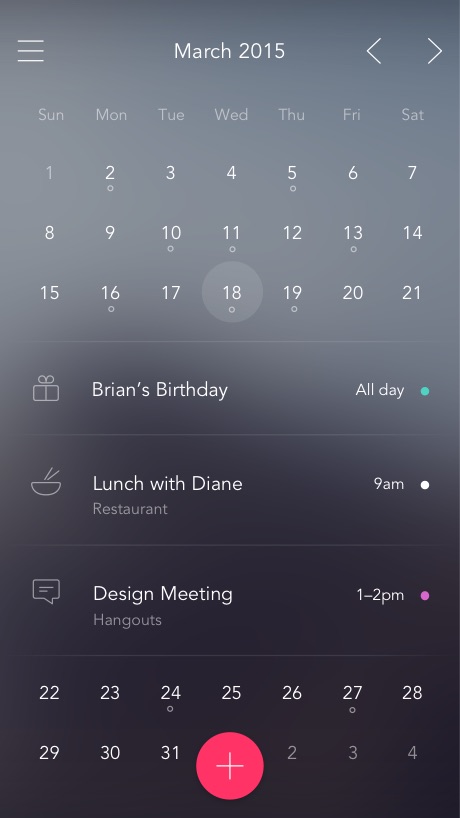 March 2015
Sun Mon Tue Wed Thu Fri Sat
1 2 3 4 5 6 7
8 9 10 11 12 13 14
15 16 17 18 19 20 21
Brian’s Birthday All day
Lunch with Diane 9am
Restaurant
Design Meeting 1–2pm
Hangouts
22 23 24 25 26 27 28
29 30 31 2 3 4